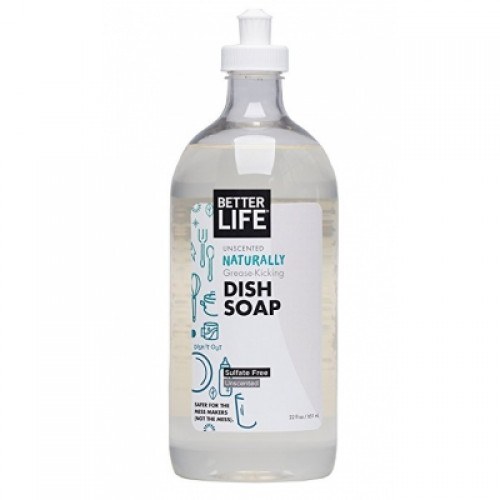 BETTER
LIFE
UNSCENTED
NATURALLY
Grease-Kicking
DISH
SOAP
Sulfate Free
Unscented
SAFER FOR THE
MESS MAKERS
(NOT THE MESS).